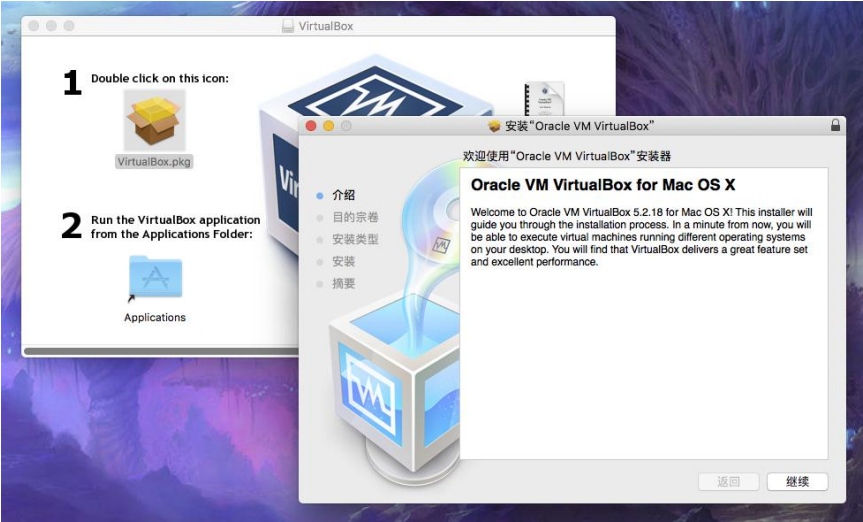 VirtualBox
1 Double click on this icon:
VirtualBox.pkg
2 Run the VirtualBox application
from the Applications Folder:
Applications
安装“Oracle VM VirtualBox”
欢迎使用“Oracle VM VirtualBox”安装器
介绍
目的宗卷
安装类型
安装
摘要
Oracle VM VirtualBox for Mac OS X
Welcome to Oracle VM VirtualBox 5.2.18 for Mac OS X! This installer will
guide you through the installation process. In a minute from now, you will
be able to execute virtual machines running different operating systems
on your desktop. You will find that VirtualBox delivers a great feature set
and excellent performance.
返回
继续